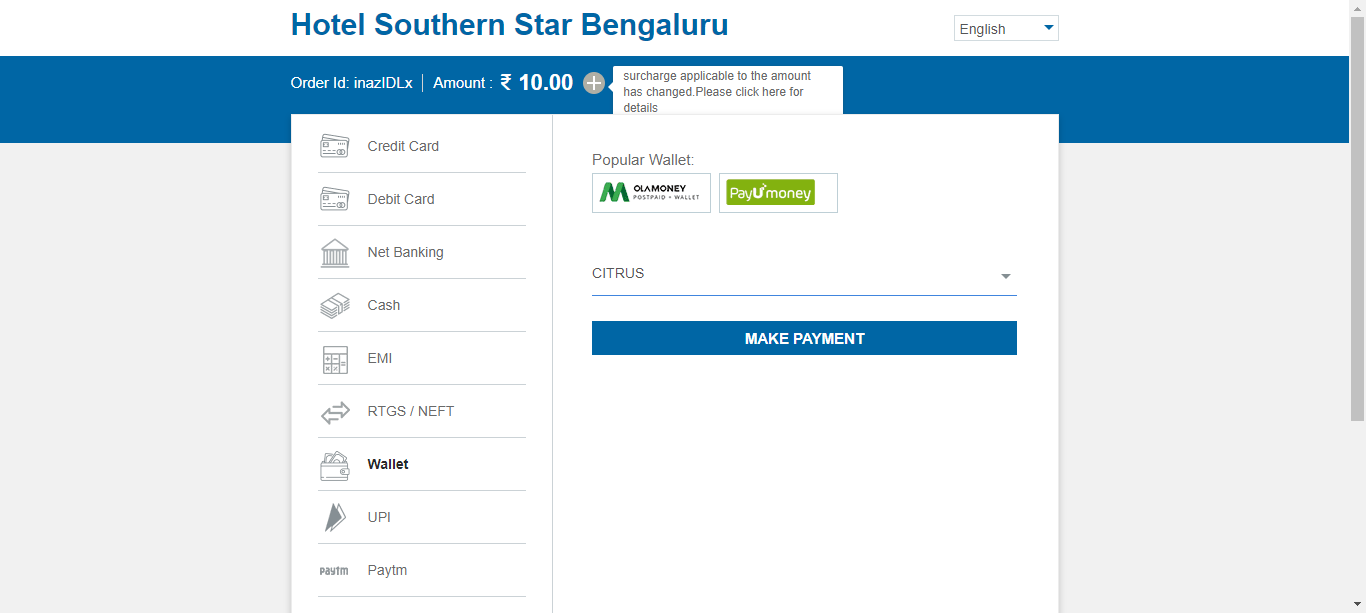 Hotel Southern Star Bengaluru
English
Order Id: inazIDLx | Amount : ₹ 10.00
surcharge applicable to the amount
has changed.Please click here for
details
Credit Card
Debit Card
Net Banking
Cash
EMI
RTGS / NEFT
Wallet
UPI
Paytm
Paytm
Popular Wallet:
OLAMONEY
POSTPAID + WALLET
PayUmoney
CITRUS
MAKE PAYMENT